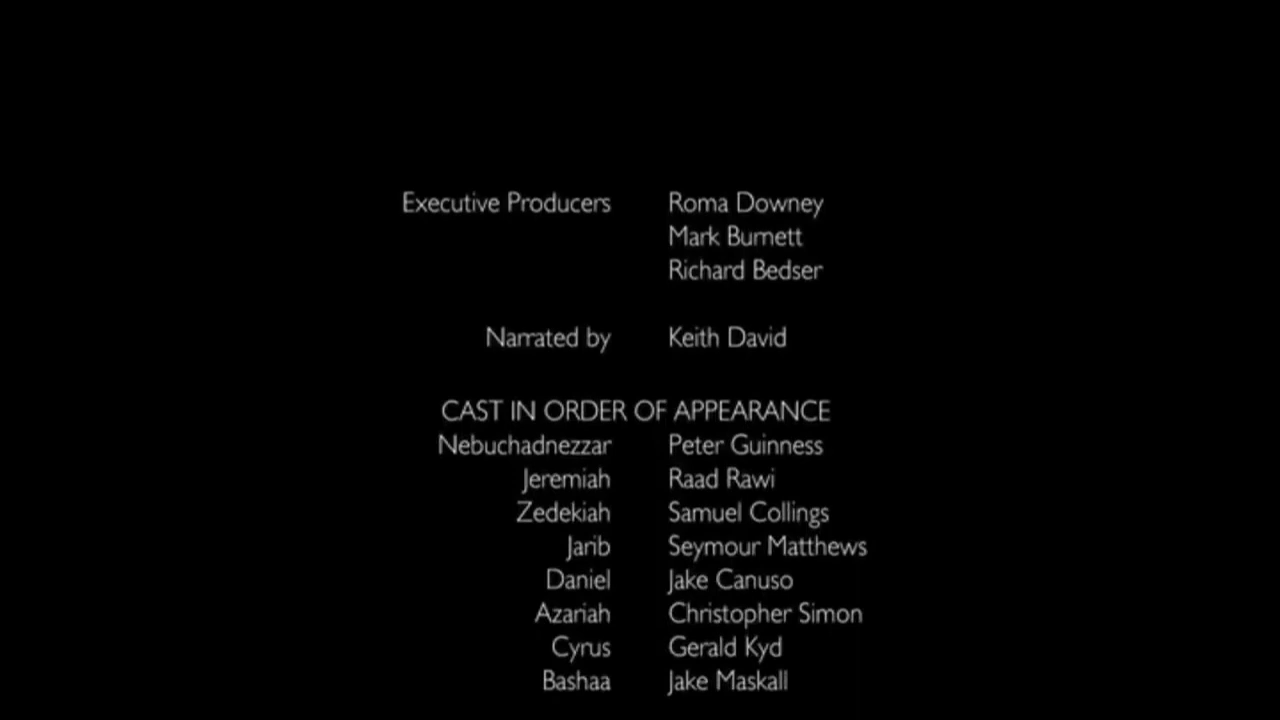 Executive Producers Roma Downey
Mark Burnett
Richard Bedser
Narrated by Keith David
CAST IN ORDER OF APPEARANCE
Nebuchadnezzar Peter Guinness
Jeremiah Raad Rawi
Zedekiah Samuel Collings
Jarib Seymour Matthews
Daniel Jake Canuso
Azariah Christopher Simon
Cyrus Gerald Kyd
Bashaa Jake Maskall